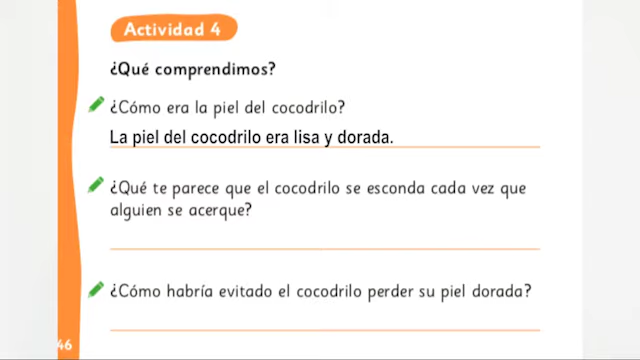 Actividad 4
¿Qué comprendimos?
¿Cómo era la piel del cocodrilo?
La piel del cocodrilo era lisa y dorada.
¿Qué te parece que el cocodrilo se esconda cada vez que
alguien se acerque?
¿Cómo habría evitado el cocodrilo perder su piel dorada?
46